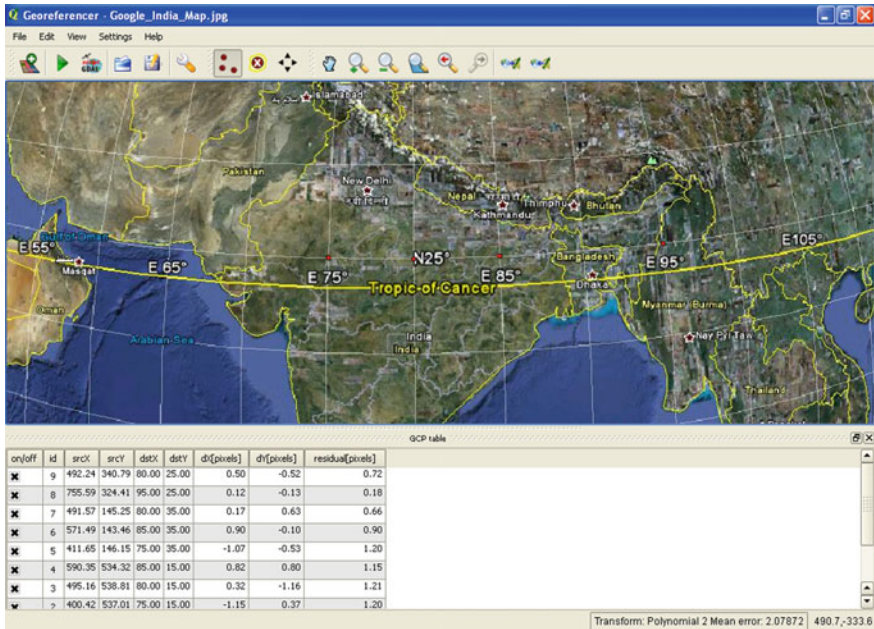 Georeferencer - Google_India_Map.jpg
File Edit View Settings Help
GDAL
Islamabad
Pakistan
New Delhi
Nepal
Kathmandu
Thimphu
Bhutan
Gulf of Oman
E 55°
Masqat
E 65°
E 75°
N25°
E 85°
Bangladesh
Dhaka
E 95°
E105°
Tropic of Cancer
Oman
Arabian Sea
India
India
Myanmar (Burma)
Nay Pyi Taw
Thailand
GCP table
on/off id srcX srcY dstX dstY dX[pixels] dY[pixels] residual[pixels]
9 492.24 340.79 80.00 25.00 0.50 -0.52 0.72
8 755.59 324.41 95.00 25.00 0.12 -0.13 0.18
7 491.57 145.25 80.00 35.00 0.17 0.63 0.66
6 571.49 143.46 85.00 35.00 0.90 -0.10 0.90
5 411.65 146.15 75.00 35.00 -1.07 -0.53 1.20
4 590.35 534.32 85.00 15.00 0.82 0.80 1.15
3 495.16 538.81 80.00 15.00 0.32 -1.16 1.21
2 400.42 537.01 75.00 15.00 -1.15 0.37 1.20
Transform: Polynomial 2 Mean error: 2.07872 490.7,-333.6